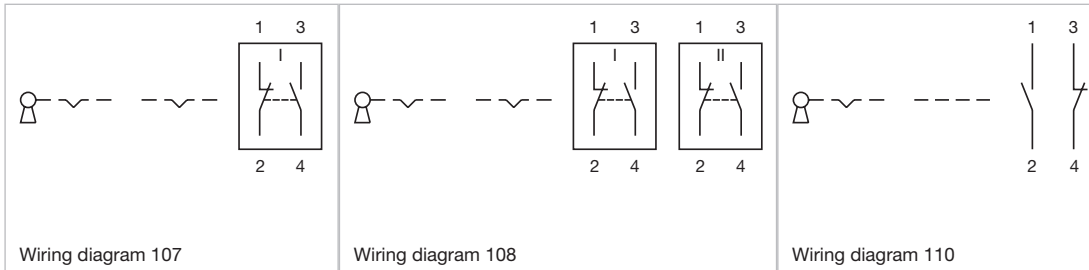 1 3
I
2 4
Wiring diagram 107
1 3 1 3
I II
2 4 2 4
Wiring diagram 108
1 3
2 4
Wiring diagram 110